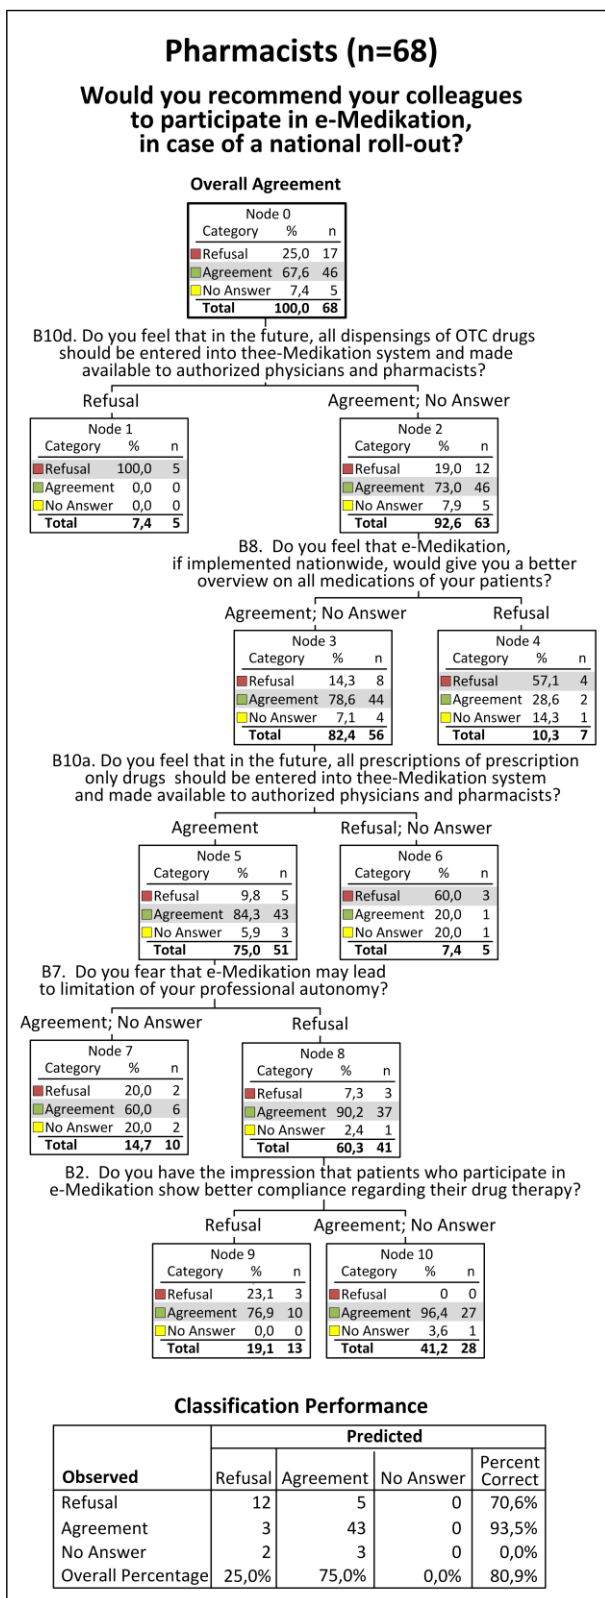 Pharmacists (n=68)
Would you recommend your colleagues
to participate in e-Medikation,
in case of a national roll-out?
Overall Agreement
Node 0
Category % n
Refusal 25,0 17
Agreement 67,6 46
No Answer 7,4 5
Total 100,0 68
B10d. Do you feel that in the future, all dispensings of OTC drugs
should be entered into thee-Medikation system and made
available to authorized physicians and pharmacists?
Refusal
Agreement; No Answer
Node 1
Category % n
Refusal 100,0 5
Agreement 0,0 0
No Answer 0,0 0
Total 7,4 5
Node 2
Category % n
Refusal 19,0 12
Agreement 73,0 46
No Answer 7,9 5
Total 92,6 63
B8. Do you feel that e-Medikation,
if implemented nationwide, would give you a better
overview on all medications of your patients?
Agreement; No Answer
Refusal
Node 3
Category % n
Refusal 14,3 8
Agreement 78,6 44
No Answer 7,1 4
Total 82,4 56
Node 4
Category % n
Refusal 57,1 4
Agreement 28,6 2
No Answer 14,3 1
Total 10,3 7
B10a. Do you feel that in the future, all prescriptions of prescription
only drugs should be entered into thee-Medikation system
and made available to authorized physicians and pharmacists?
Agreement
Refusal; No Answer
Node 5
Category % n
Refusal 9,8 5
Agreement 84,3 43
No Answer 5,9 3
Total 75,0 51
Node 6
Category % n
Refusal 60,0 3
Agreement 20,0 1
No Answer 20,0 1
Total 7,4 5
B7. Do you fear that e-Medikation may lead
to limitation of your professional autonomy?
Agreement; No Answer
Refusal
Node 7
Category % n
Refusal 20,0 2
Agreement 60,0 6
No Answer 20,0 2
Total 14,7 10
Node 8
Category % n
Refusal 7,3 3
Agreement 90,2 37
No Answer 2,4 1
Total 60,3 41
B2. Do you have the impression that patients who participate in
e-Medikation show better compliance regarding their drug therapy?
Refusal
Agreement; No Answer
Node 9
Category % n
Refusal 23,1 3
Agreement 76,9 10
No Answer 0,0 0
Total 19,1 13
Node 10
Category % n
Refusal 0 0
Agreement 96,4 27
No Answer 3,6 1
Total 41,2 28
Classification Performance
Predicted
Observed Refusal Agreement No Answer Percent Correct
Refusal 12 5 0 70,6%
Agreement 3 43 0 93,5%
No Answer 2 3 0 0,0%
Overall Percentage 25,0% 75,0% 0,0% 80,9%